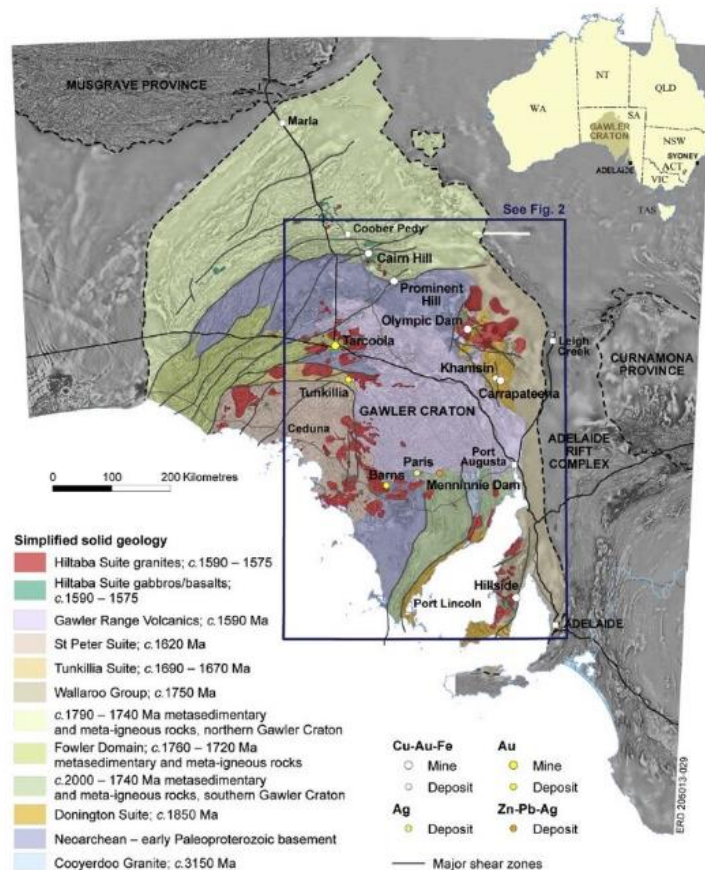 MUSGRAVE PROVINCE
WA
NT
QLD
SA
GAWLER
CRATON
NSW
SYDNEY
ACT
ADELAIDE
VIC
TAS
Marla
See Fig. 2
Coober Pedy
Cairn Hill
Prominent
Hill
Olympic Dam
Leigh
Creek
Tarcoola
Khamsin
Carrapateena
CURNAMONA
PROVINCE
Tunkillia
GAWLER CRATON
Ceduna
ADELAIDE
RIFT
COMPLEX
Port
Augusta
Paris
Barns
Menninnie Dam
0 100 200 Kilometres
Hillside
Port Lincoln
ADELAIDE
Simplified solid geology
Hiltaba Suite granites; c.1590 – 1575
Hiltaba Suite gabbros/basalts;
c.1590 – 1575
Gawler Range Volcanics; c.1590 Ma
St Peter Suite; c.1620 Ma
Tunkillia Suite; c.1690 – 1670 Ma
Wallaroo Group; c.1750 Ma
c.1790 – 1740 Ma metasedimentary
and meta-igneous rocks, northern Gawler Craton
Fowler Domain; c.1760 – 1720 Ma
metasedimentary and meta-igneous rocks
c.2000 – 1740 Ma metasedimentary
and meta-igneous rocks, southern Gawler Craton
Donington Suite; c.1850 Ma
Neoarchean – early Paleoproterozoic basement
Cooyerdoo Granite; c.3150 Ma
Cu-Au-Fe
Mine
Deposit
Au
Mine
Deposit
Ag
Deposit
Zn-Pb-Ag
Deposit
Major shear zones
ERD 205013-029